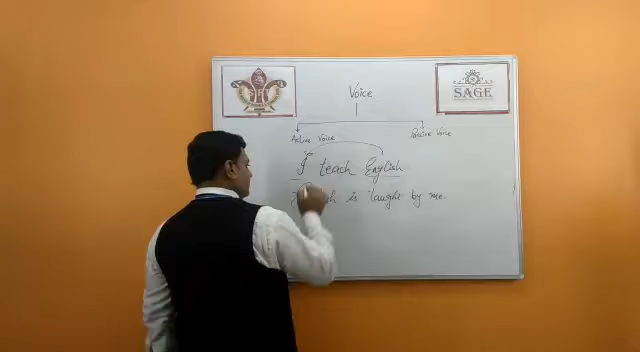 Voice
SAGE
Active Voice
Passive Voice
I teach English
is taught by me.